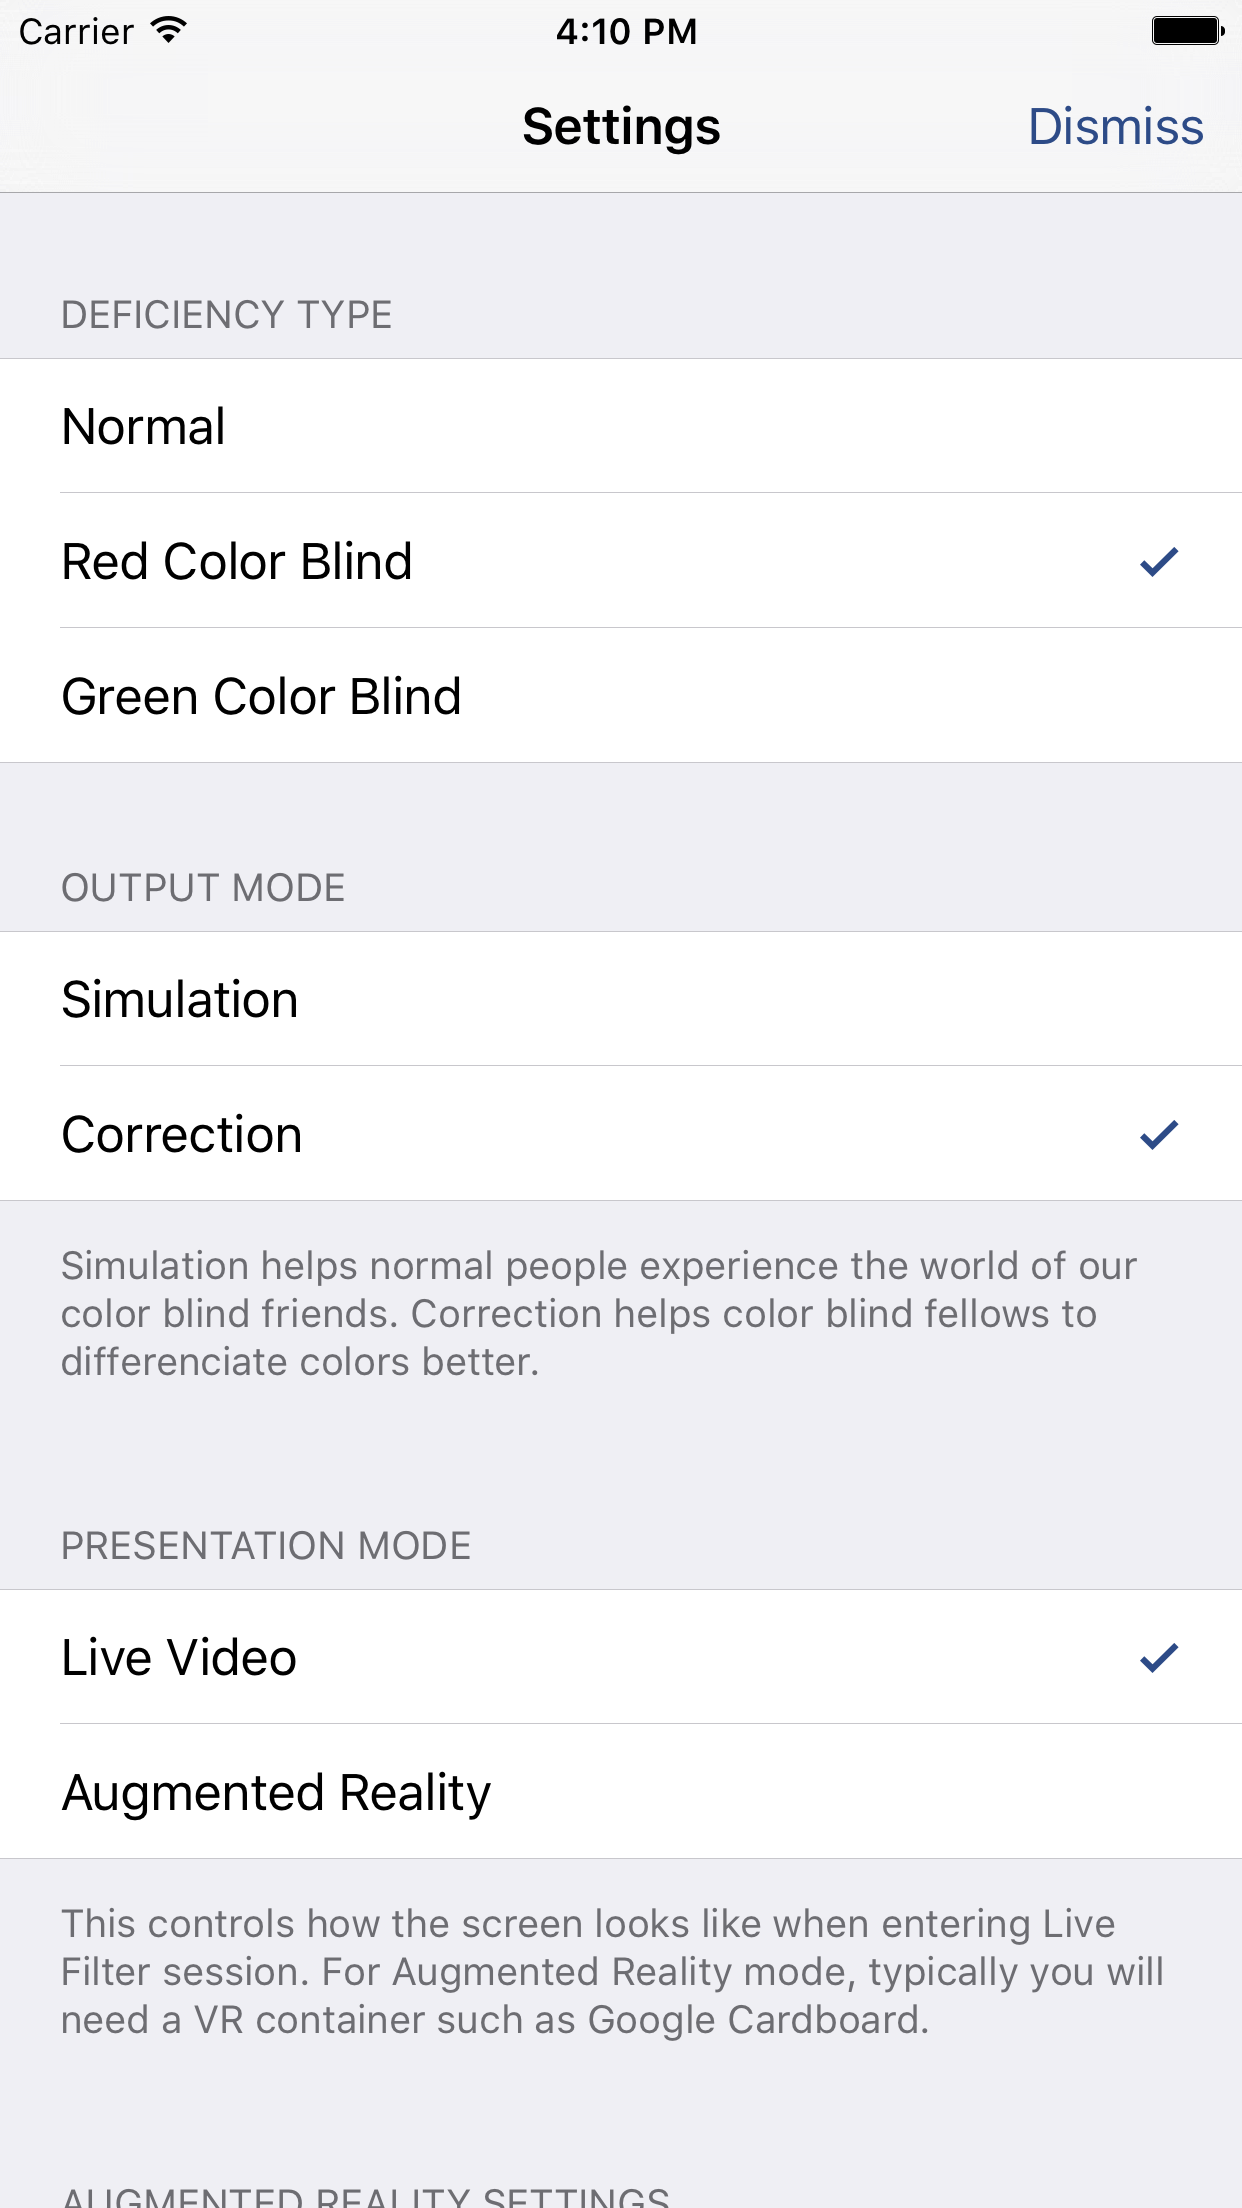 Carrier 4:10 PM
Settings Dismiss
DEFICIENCY TYPE
Normal
Red Color Blind
Green Color Blind
OUTPUT MODE
Simulation
Correction
Simulation helps normal people experience the world of our
color blind friends. Correction helps color blind fellows to
differenciate colors better.
PRESENTATION MODE
Live Video
Augmented Reality
This controls how the screen looks like when entering Live
Filter session. For Augmented Reality mode, typically you will
need a VR container such as Google Cardboard.
AUGMENTED REALITY SETTINGS